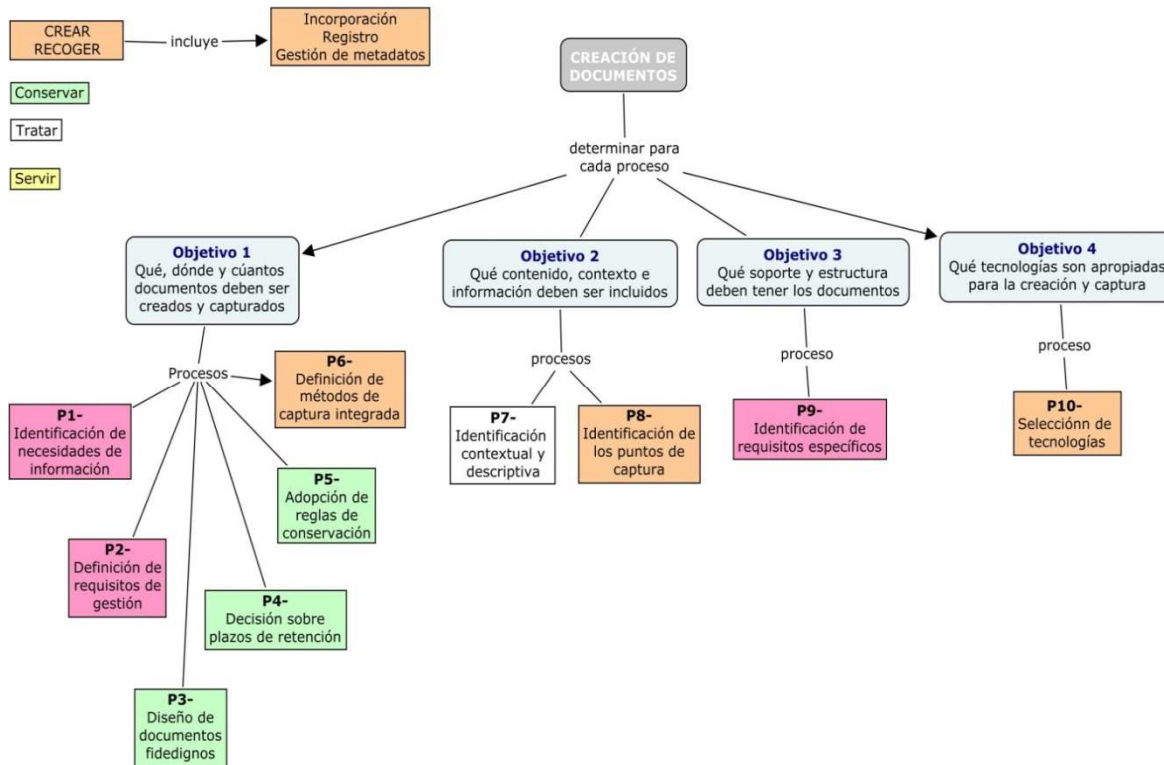 CREAR
RECOGER
incluye
Incorporación
Registro
Gestión de metadatos
Conservar
Tratar
Servir
CREACIÓN DE
DOCUMENTOS
determinar para
cada proceso
Objetivo 1
Qué, dónde y cúantos
documentos deben ser
creados y capturados
Objetivo 2
Qué contenido, contexto e
información deben ser incluidos
Objetivo 3
Qué soporte y estructura
deben tener los documentos
Objetivo 4
Qué tecnologías son apropiadas
para la creación y captura
Procesos
P1-
Identificación de
necesidades de
información
P2-
Definición de
requisitos de
gestión
P3-
Diseño de
documentos
fidedignos
P4-
Decisión sobre
plazos de retención
P5-
Adopción de
reglas de
conservación
P6-
Definición de
métodos de
captura integrada
procesos
P7-
Identificación
contextual y
descriptiva
P8-
Identificación de
los puntos de
captura
proceso
P9-
Identificación de
requisitos específicos
proceso
P10-
Selecciónn de
tecnologías